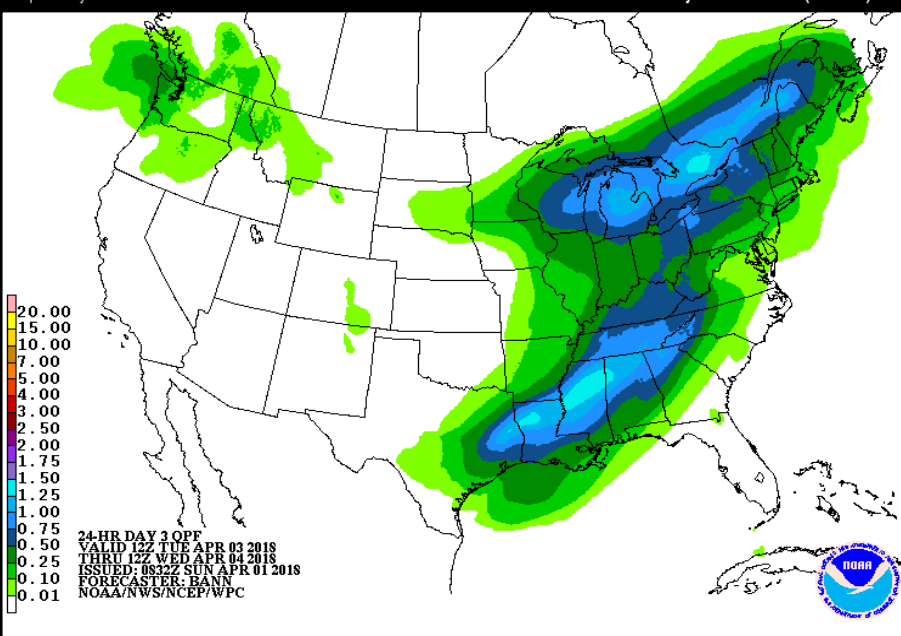 20.00
15.00
10.00
7.00
5.00
4.00
3.00
2.50
2.00
1.75
1.50
1.25
1.00
0.75
0.50
0.25
0.10
0.01
24-HR DAY 3 QPF
VALID 12Z TUE APR 03 2018
THRU 12Z WED APR 04 2018
ISSUED: 0832Z SUN APR 01 2018
FORECASTER: BANN
NOAA/NWS/NCEP/WPC
NOAA